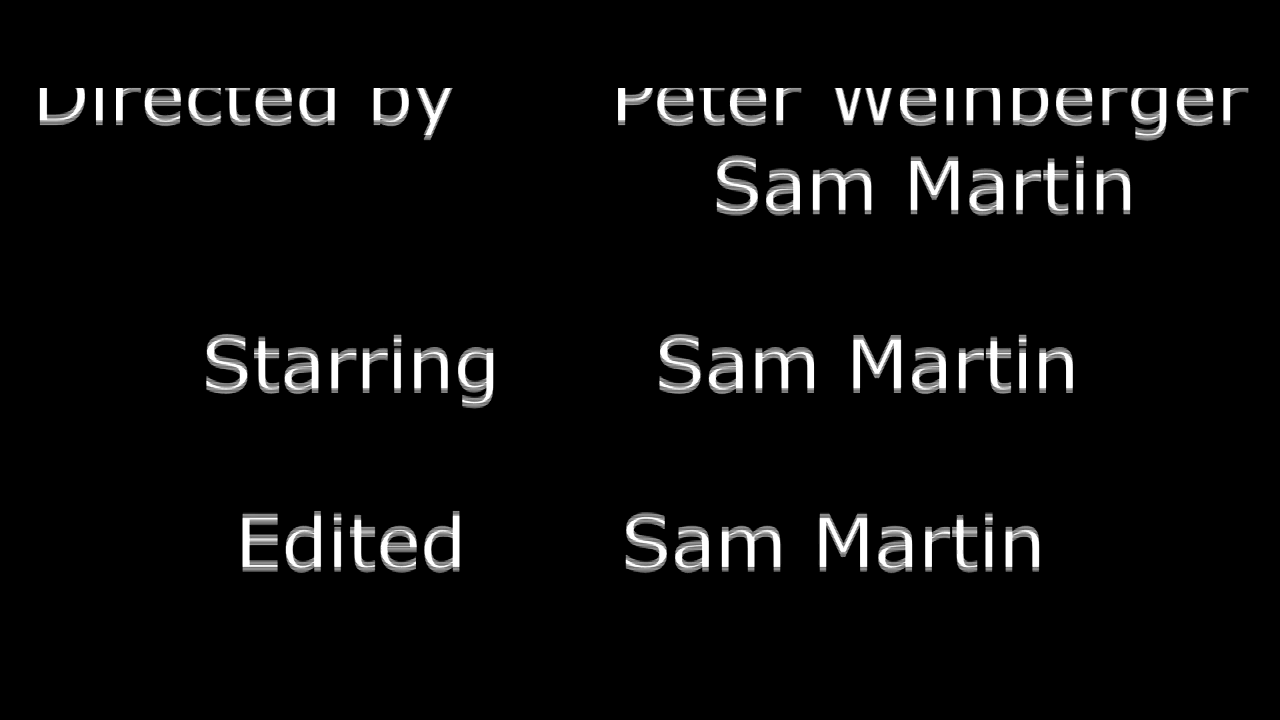 Directed by Peter Weinberger
Sam Martin
Starring Sam Martin
Edited Sam Martin